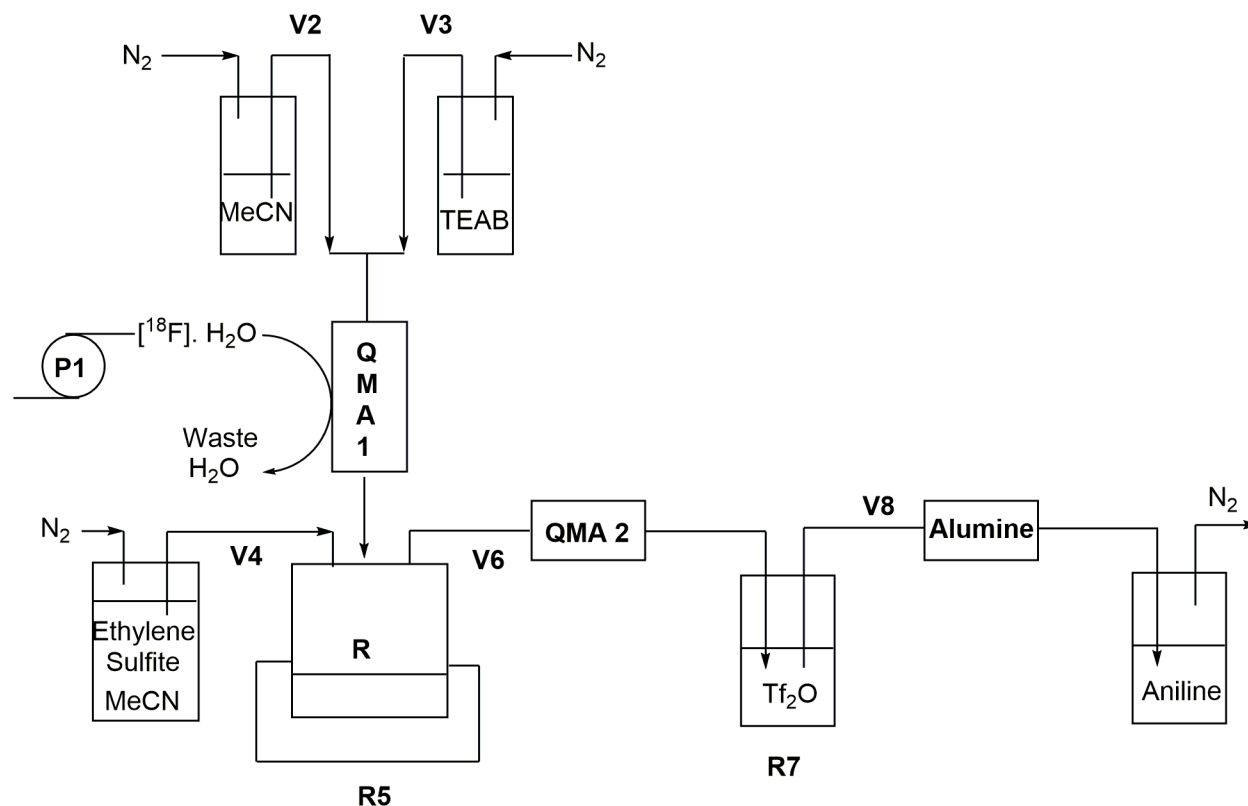 V2
V3
N₂
N₂
MeCN
TEAB
P1
[¹⁸F]. H₂O
Q
M
A
1
Waste
H₂O
N₂
V4
V6
QMA 2
V8
Alumine
N₂
Ethylene
Sulfite
MeCN
R
Tf₂O
Aniline
R7
R5